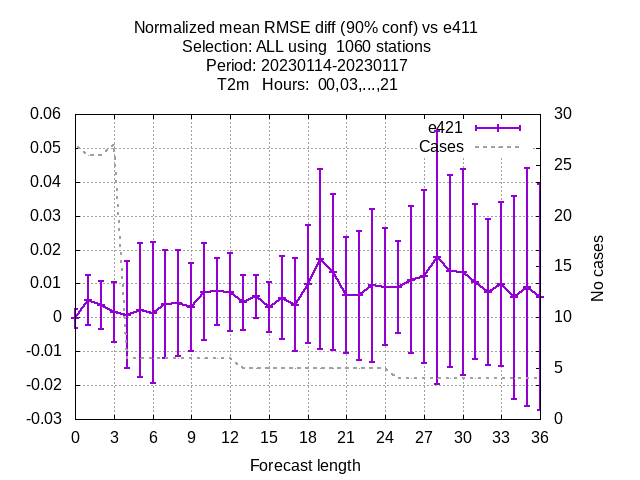 Normalized mean RMSE diff (90% conf) vs e411
Selection: ALL using  1060 stations
Period: 20230114-20230117
T2m   Hours:  00,03,...,21
e421
Cases
0.06
0.05
0.04
0.03
0.02
0.01
0
-0.01
-0.02
-0.03
30
25
20
15
10
5
0
No cases
0 3 6 9 12 15 18 21 24 27 30 33 36
Forecast length